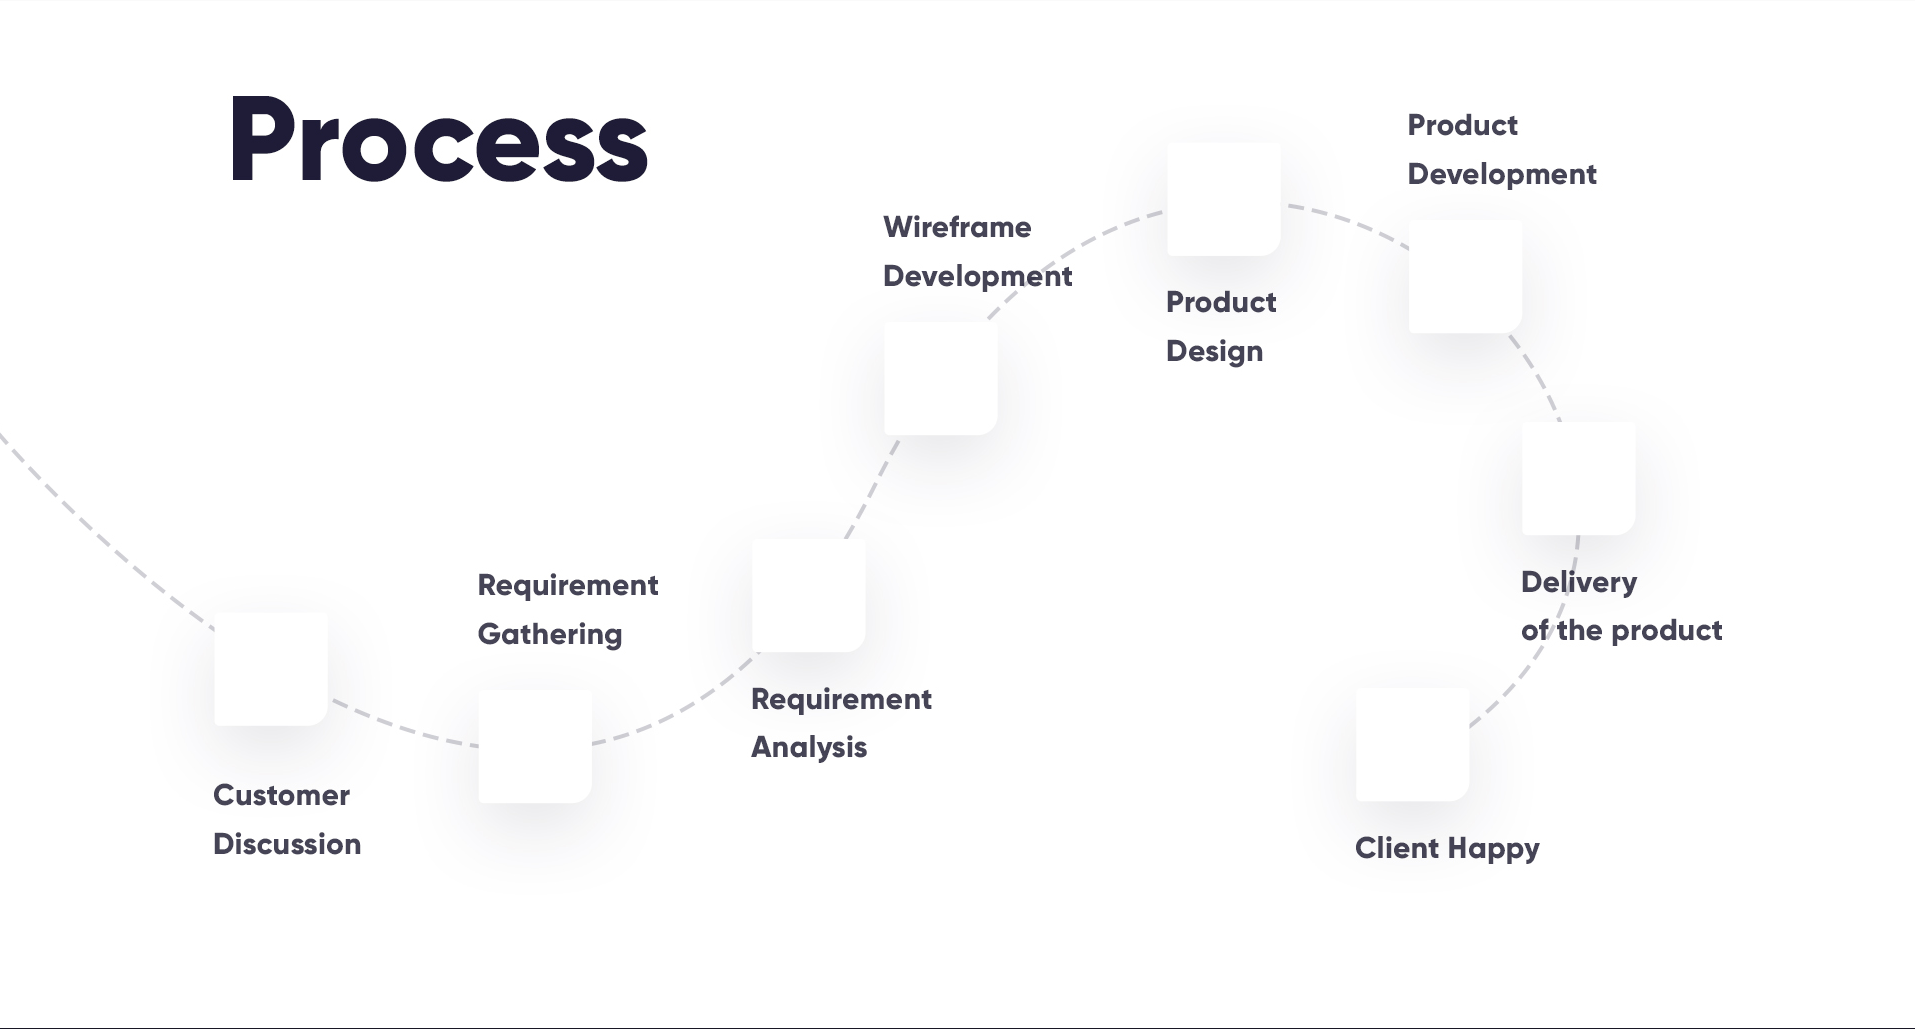 Process
Customer
Discussion
Requirement
Gathering
Requirement
Analysis
Wireframe
Development
Product
Design
Product
Development
Delivery
of the product
Client Happy